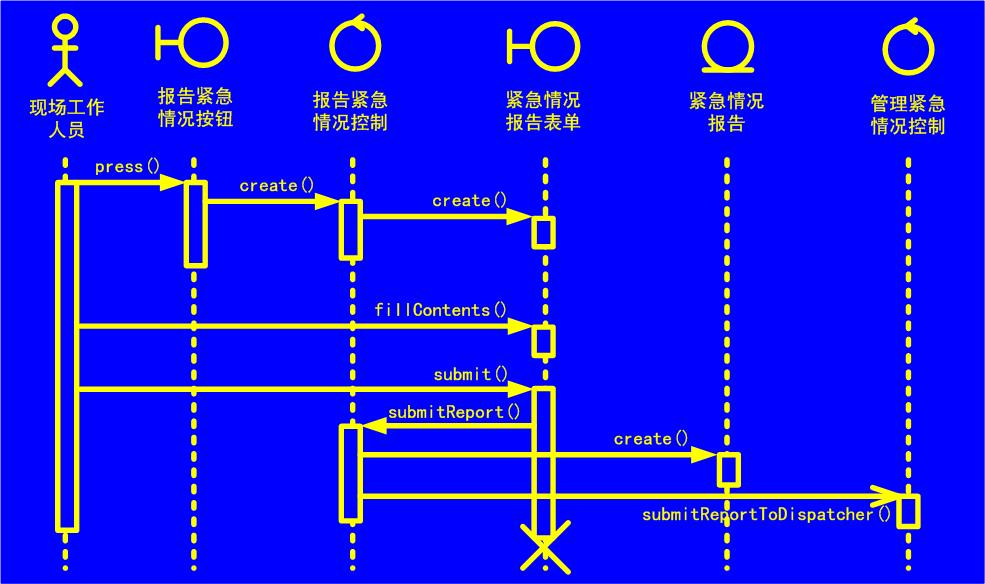 现场工作
人员
报告紧急
情况按钮
报告紧急
情况控制
紧急情况
报告表单
紧急情况
报告
管理紧急
情况控制
press()
create()
create()
fillContents()
submit()
submitReport()
create()
submitReportToDispatcher()